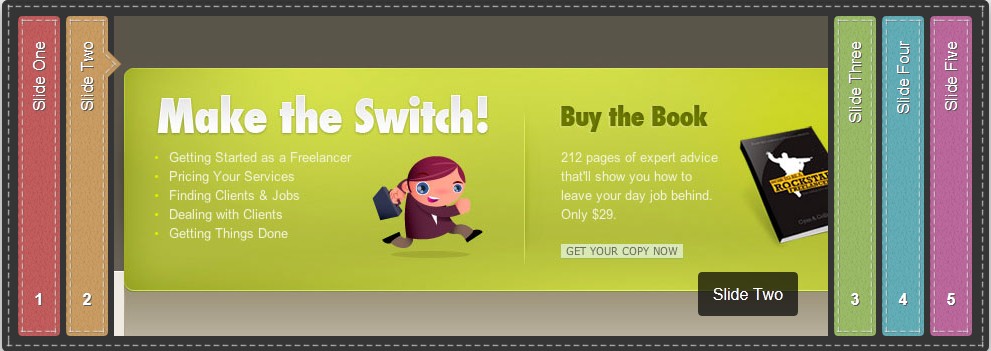 Slide One
1
Slide Two
2
Make the Switch!
Getting Started as a Freelancer
Pricing Your Services
Finding Clients & Jobs
Dealing with Clients
Getting Things Done
Buy the Book
212 pages of expert advice
that'll show you how to
leave your day job behind.
Only $29.
GET YOUR COPY NOW
ROCKSTAR
Slide Two
Slide Three
3
Slide Four
4
Slide Five
5